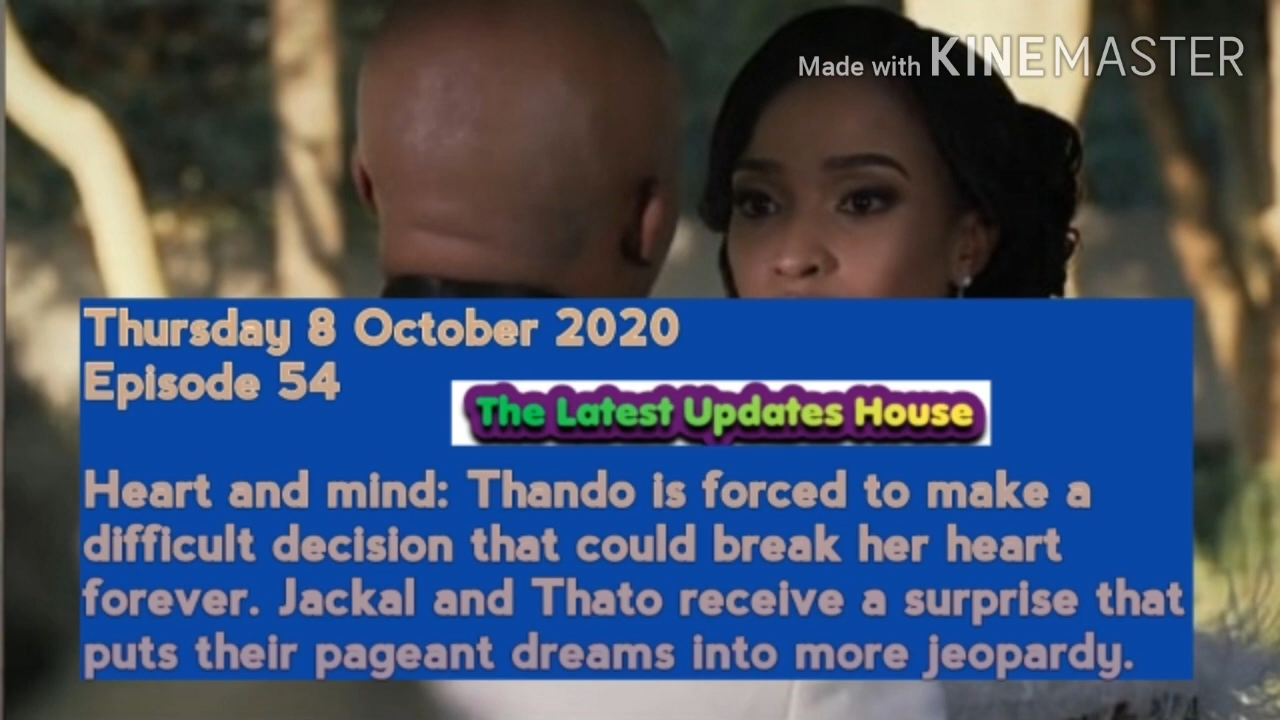 Made with KINEMASTER
Thursday 8 October 2020
Episode 54
The Latest Updates House
Heart and mind: Thando is forced to make a
difficult decision that could break her heart
forever. Jackal and Thato receive a surprise that
puts their pageant dreams into more jeopardy.